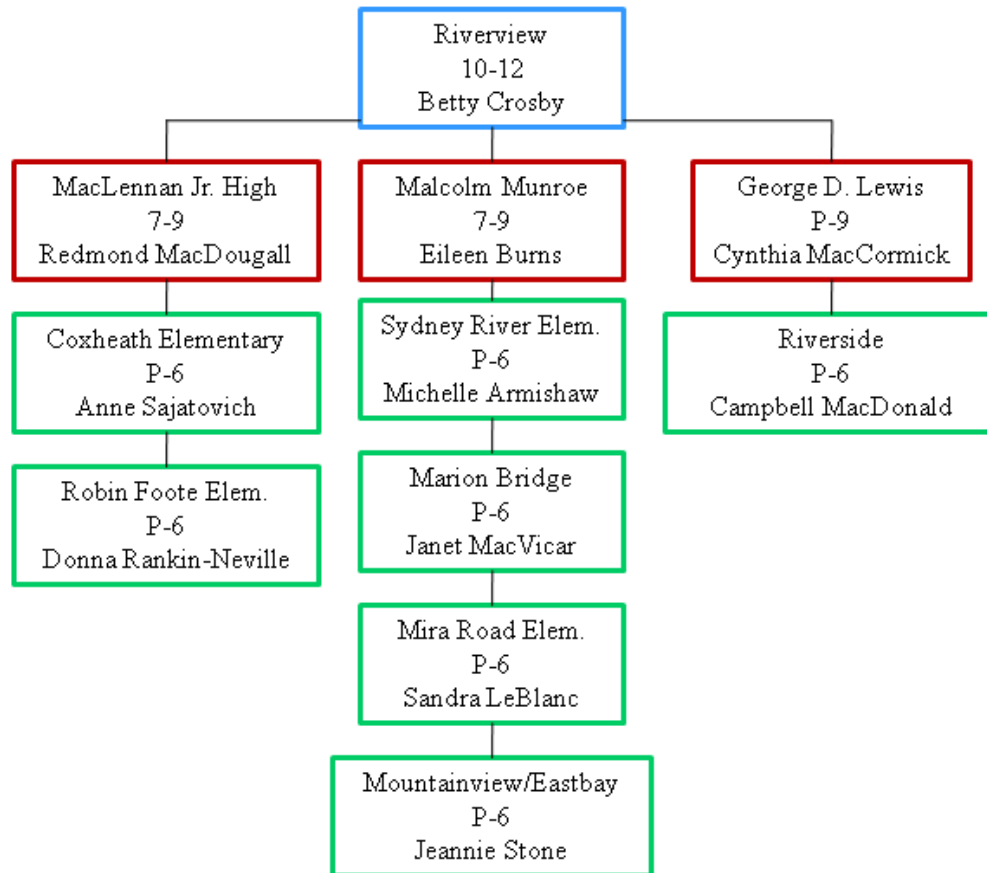 Riverview
10-12
Betty Crosby
MacLennan Jr. High
7-9
Redmond MacDougall
Malcolm Munroe
7-9
Eileen Burns
George D. Lewis
P-9
Cynthia MacCormick
Coxheath Elementary
P-6
Anne Sajatovich
Sydney River Elem.
P-6
Michelle Armishaw
Riverside
P-6
Campbell MacDonald
Robin Foote Elem.
P-6
Donna Rankin-Neville
Marion Bridge
P-6
Janet MacVicar
Mira Road Elem.
P-6
Sandra LeBlanc
Mountainview/Eastbay
P-6
Jeannie Stone